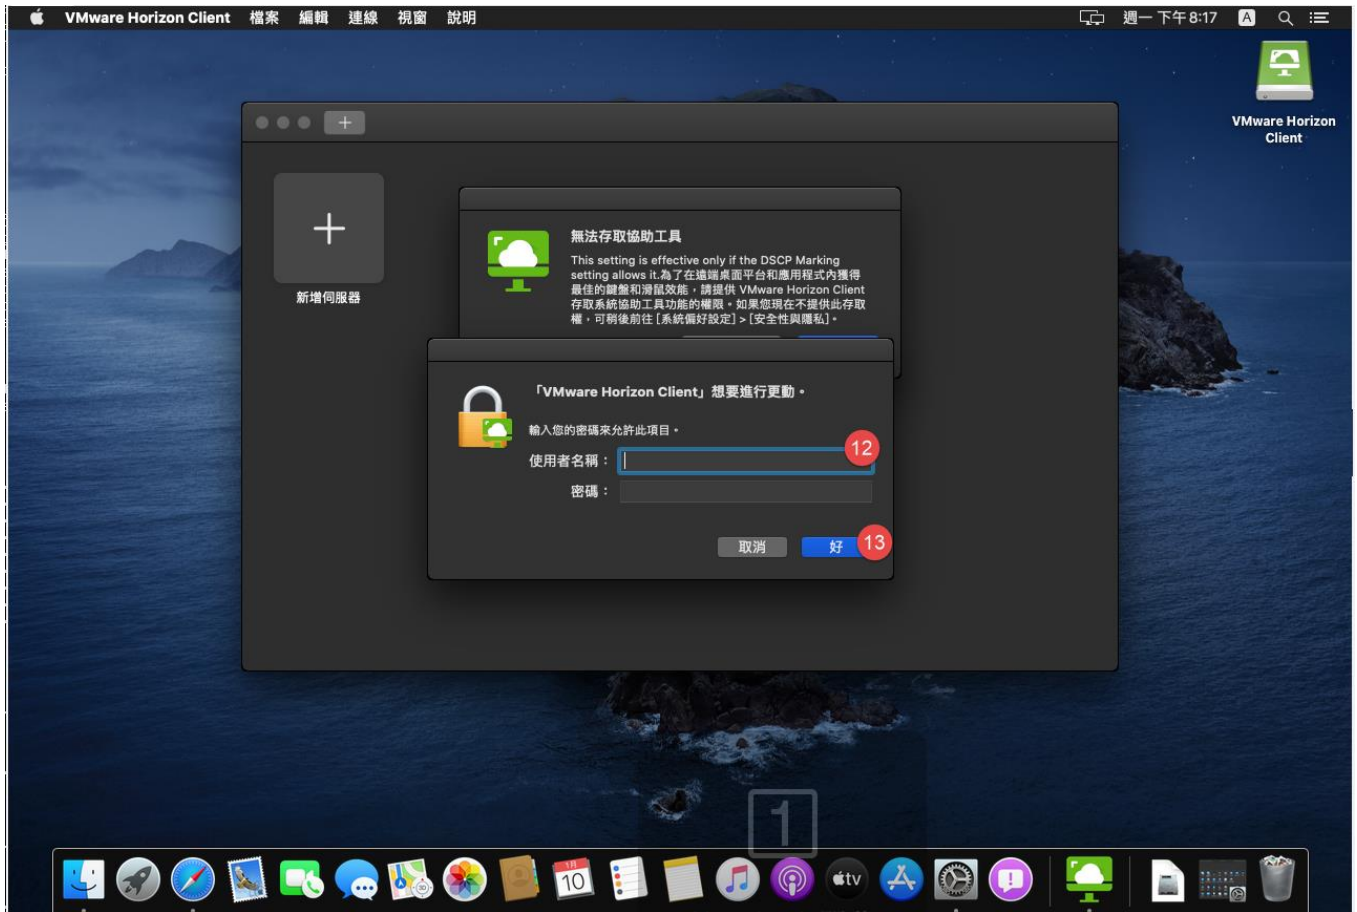 VMware Horizon Client 檔案 編輯 連線 視窗 說明 週一下午8:17 A
VMware Horizon
Client
+
新增伺服器
無法存取協助工具
This setting is effective only if the DSCP Marking
setting allows it.為了在遠端桌面平台和應用程式內獲得
最佳的鍵盤和滑鼠效能，請提供 VMware Horizon Client
存取系統協助工具功能的權限。如果您現在不提供此存取
權，可稍後前往 [系統偏好設定] > [安全性與隱私]。
「VMware Horizon Client」想要進行更動。
輸入您的密碼來允許此項目。
使用者名稱：
12
密碼：
取消 好 13
1
1月
10
3D
tv